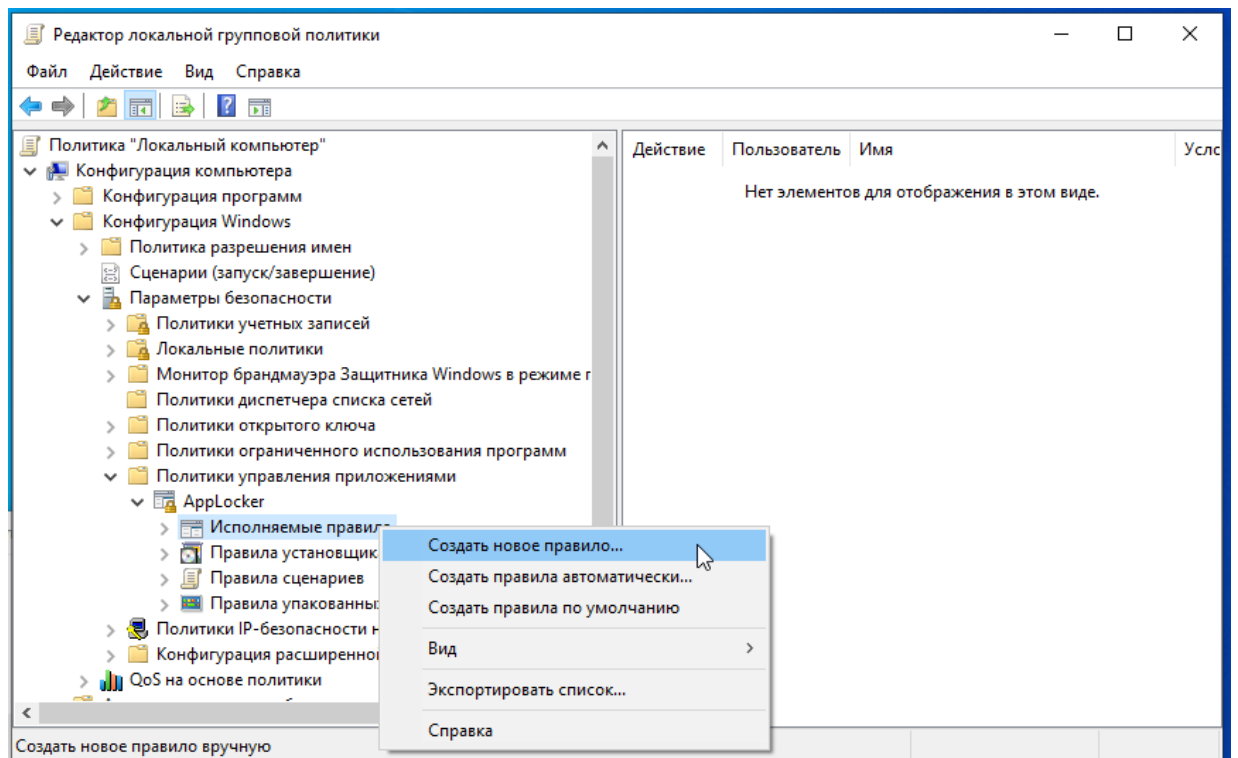 Редактор локальной групповой политики
Файл Действие Вид Справка
Политика "Локальный компьютер"
Конфигурация компьютера
Конфигурация программ
Конфигурация Windows
Политика разрешения имен
Сценарии (запуск/завершение)
Параметры безопасности
Политики учетных записей
Локальные политики
Монитор брандмауэра Защитника Windows в режиме
Политики диспетчера списка сетей
Политики открытого ключа
Политики ограниченного использования программ
Политики управления приложениями
AppLocker
Исполняемые правила
Правила установщик
Правила сценариев
Правила упакованны
Политики IP-безопасности
Конфигурация расширенно
QoS на основе политики
Действие Пользователь Имя Усло
Нет элементов для отображения в этом виде.
Создать новое правило...
Создать правила автоматически...
Создать правила по умолчанию
Вид
Экспортировать список...
Справка
Создать новое правило вручную